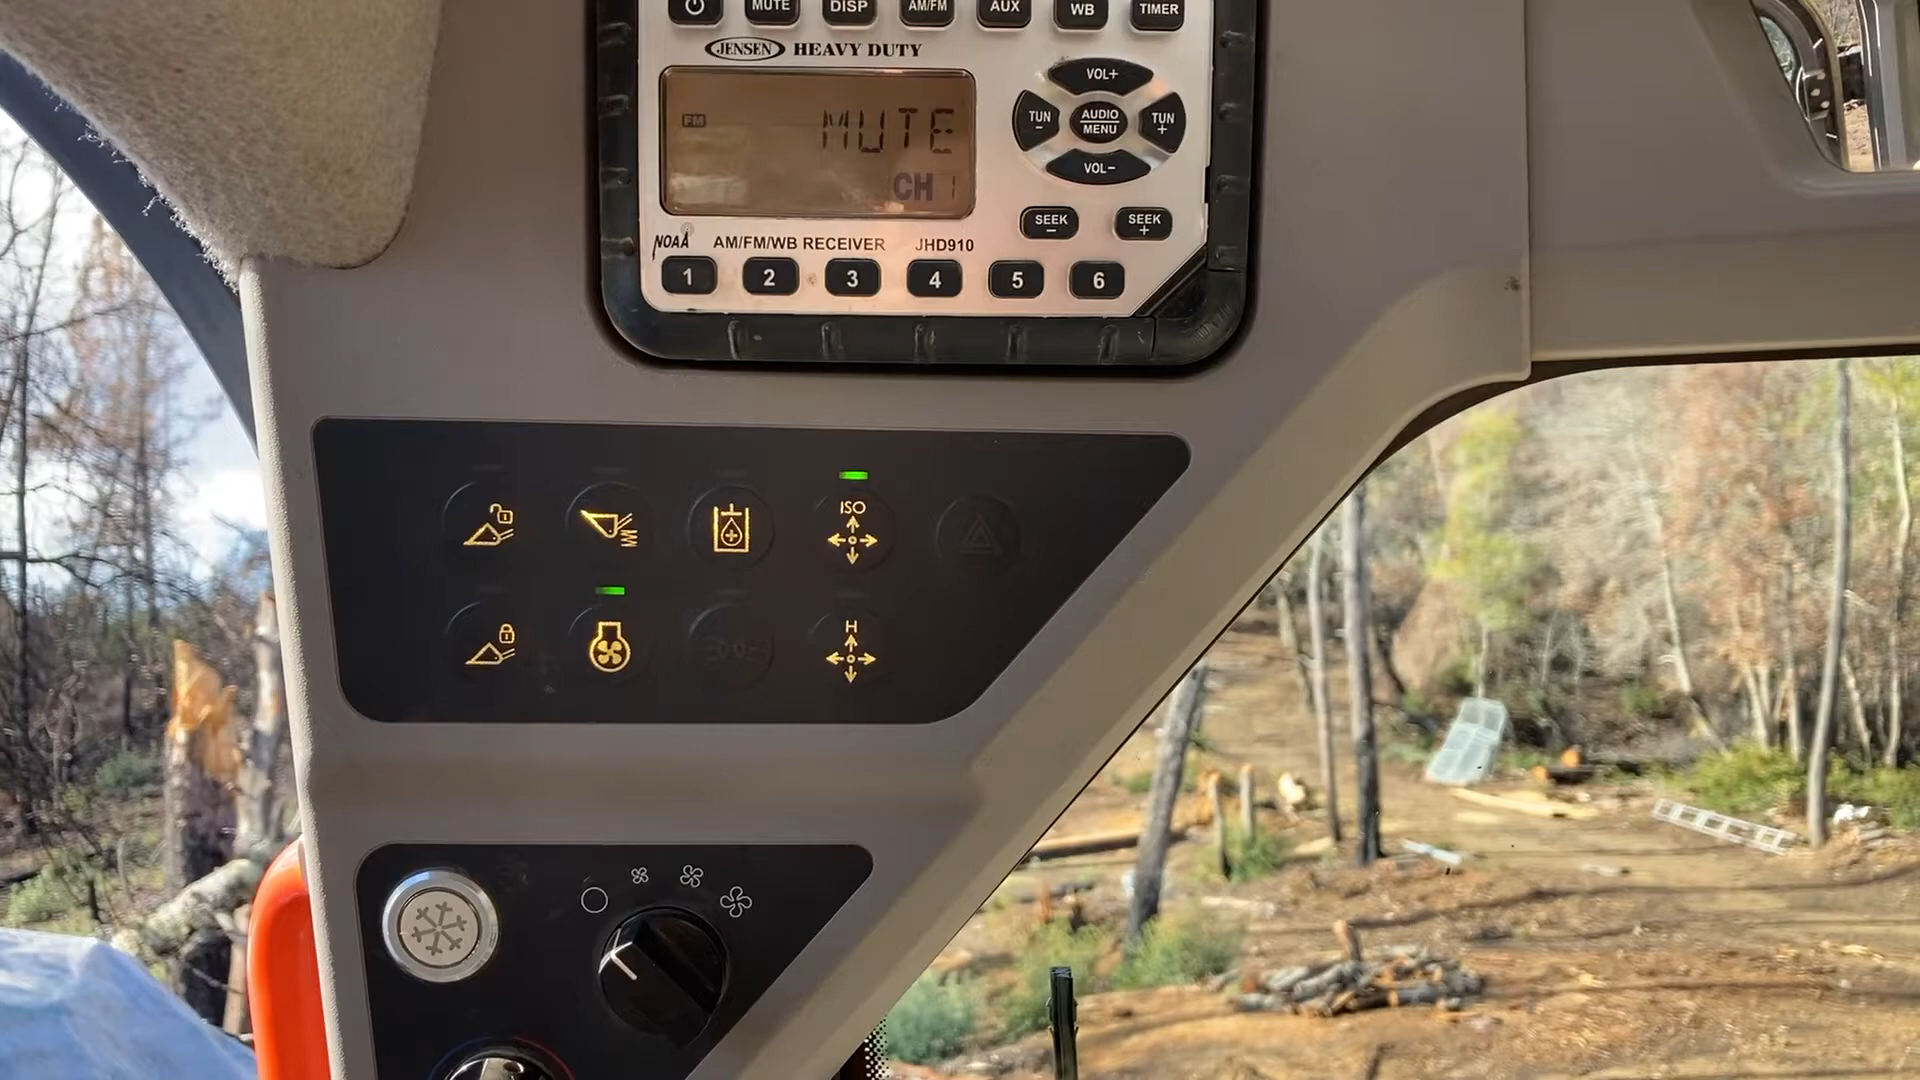 MUTE DISP AM/FM AUX WB TIMER
JENSEN HEAVY DUTY
VOL+
FM MUTE
TUN - AUDIO MENU TUN +
VOL-
CH 1
SEEK - SEEK +
NOAA AM/FM/WB RECEIVER JHD910
1 2 3 4 5 6
ISO
H